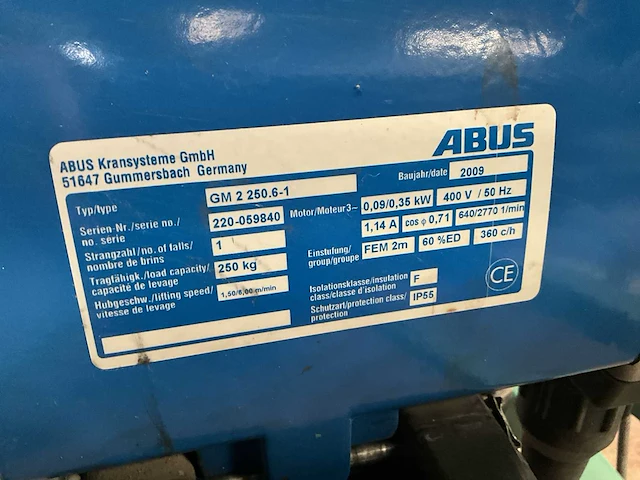 ABUS Kransysteme GmbH
51647 Gummersbach Germany
ABUS
Baujahr/date 2009
Typ/type GM 2 250.6-1
Serien-Nr./serie no./
no. serie 220-059840
Motor/Moteur 3~ 0,09/0,35 kW 400 V / 50 Hz
1,14 A cos φ 0,71 640/2770 1/min
Strangzahl/no. of falls/
nombre de brins 1
Einstufung/
group/groupe FEM 2m 60 %ED 360 c/h
Tragfähigk./load capacity/
capacité de levage 250 kg
Hubgeschw./lifting speed/
vitesse de levage 1,50/6,00 m/min
Isolationsklasse/insulation
class/classe d'isolation F
Schutzart/protection class/
protection IP55
CE